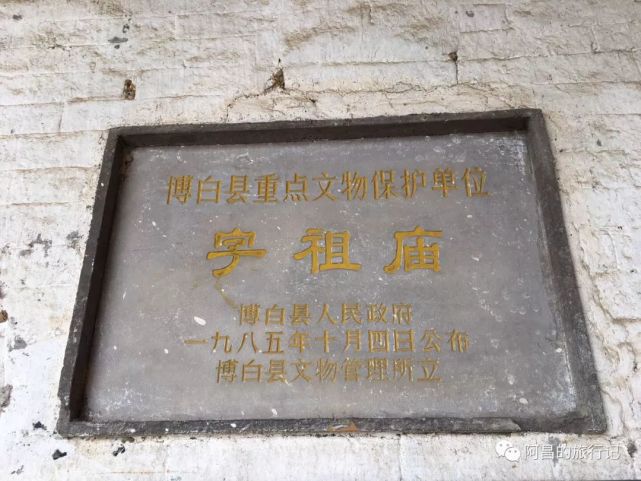 博白县重点文物保护单位
字祖庙
博白县人民政府
一九八五年十月四日公布
博白县文物管理所立
阿昌的旅行记